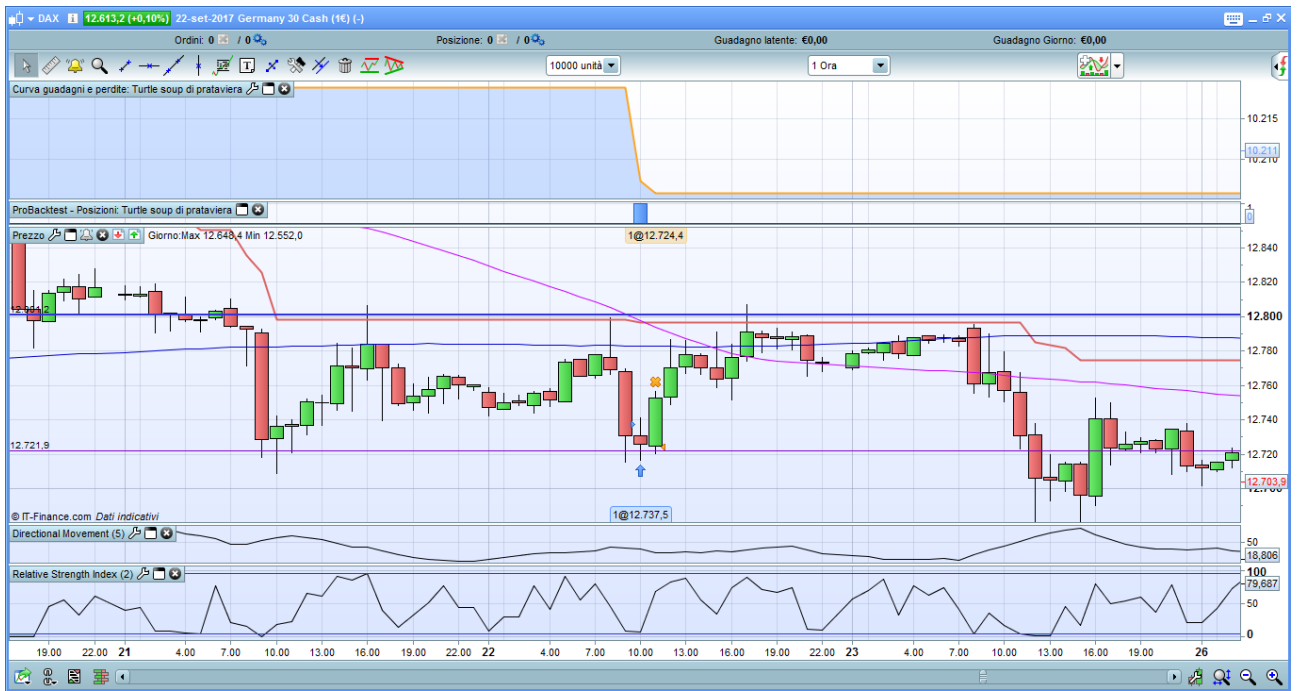 DAX 12.613,2 (+0,10%) 22-set-2017 Germany 30 Cash (1€) (-)
Ordini: 0 / 0 Posizione: 0 / 0 Guadagno latente: €0,00 Guadagno Giorno: €0,00
10000 unità 1 Ora
Curva guadagni e perdite: Turtle soup di prataviera
10.215
10.211
10.210
ProBacktest - Posizioni: Turtle soup di prataviera
1
0
Prezzo Giorno:Max 12.648,4 Min 12.552,0
1@12.724,4
12.840
12.820
12.800
12.780
12.760
12.740
12.721,9
12.720
12.703,9
12.700
1@12.737,5
© IT-Finance.com Dati indicativi
Directional Movement (5)
50
18,806
Relative Strength Index (2)
100
79,687
50
0
19.00 22.00 21 4.00 7.00 10.00 13.00 16.00 19.00 22.00 22 4.00 7.00 10.00 13.00 16.00 19.00 22.00 23 4.00 7.00 10.00 13.00 16.00 19.00 26